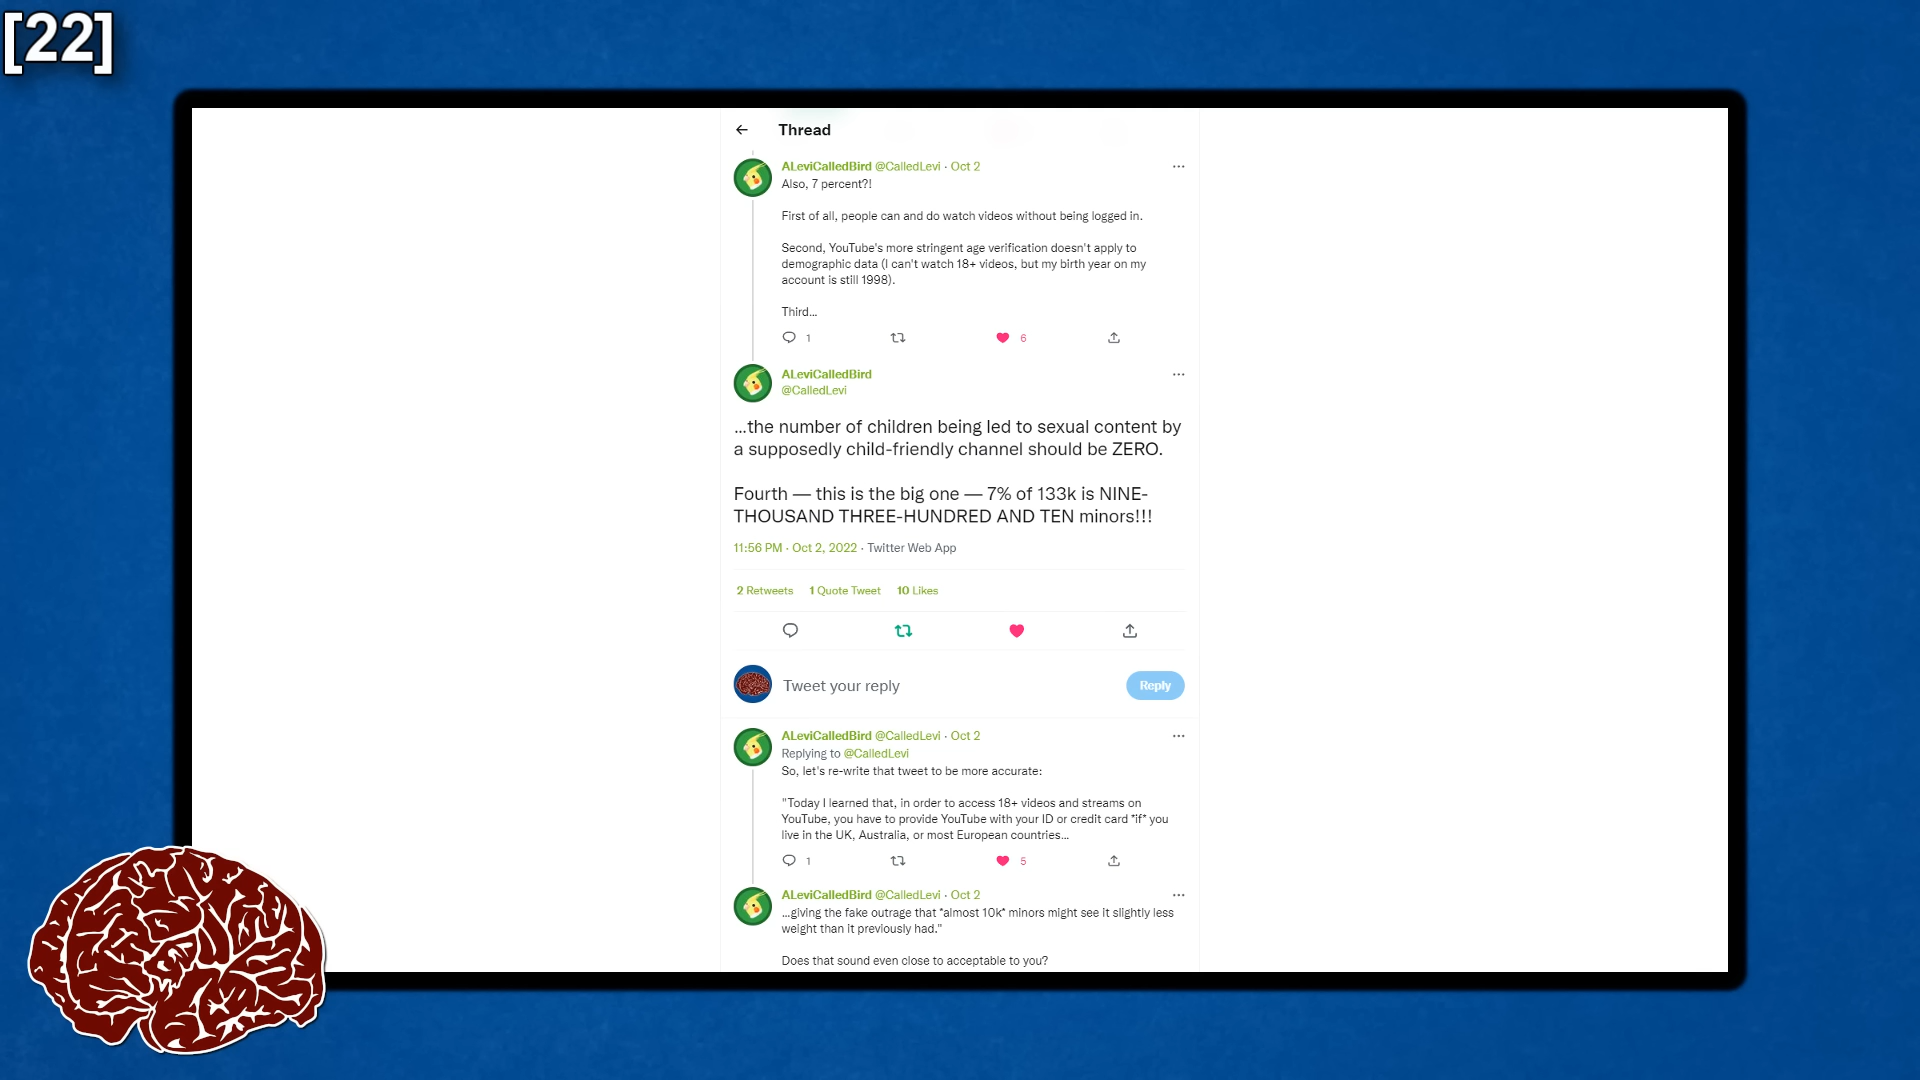 [22]
Thread
ALeviCalledBird @CalledLevi · Oct 2
Also, 7 percent?!
First of all, people can and do watch videos without being logged in.
Second, YouTube's more stringent age verification doesn't apply to
demographic data (I can't watch 18+ videos, but my birth year on my
account is still 1998).
Third...
1
6
ALeviCalledBird
@CalledLevi
...the number of children being led to sexual content by
a supposedly child-friendly channel should be ZERO.
Fourth — this is the big one — 7% of 133k is NINE-
THOUSAND THREE-HUNDRED AND TEN minors!!!
11:56 PM · Oct 2, 2022 · Twitter Web App
2 Retweets 1 Quote Tweet 10 Likes
Tweet your reply
Reply
ALeviCalledBird @CalledLevi · Oct 2
Replying to @CalledLevi
So, let's re-write that tweet to be more accurate:
"Today I learned that, in order to access 18+ videos and streams on
YouTube, you have to provide YouTube with your ID or credit card *if* you
live in the UK, Australia, or most European countries...
1
5
ALeviCalledBird @CalledLevi · Oct 2
...giving the fake outrage that *almost 10k* minors might see it slightly less
weight than it previously had."
Does that sound even close to acceptable to you?